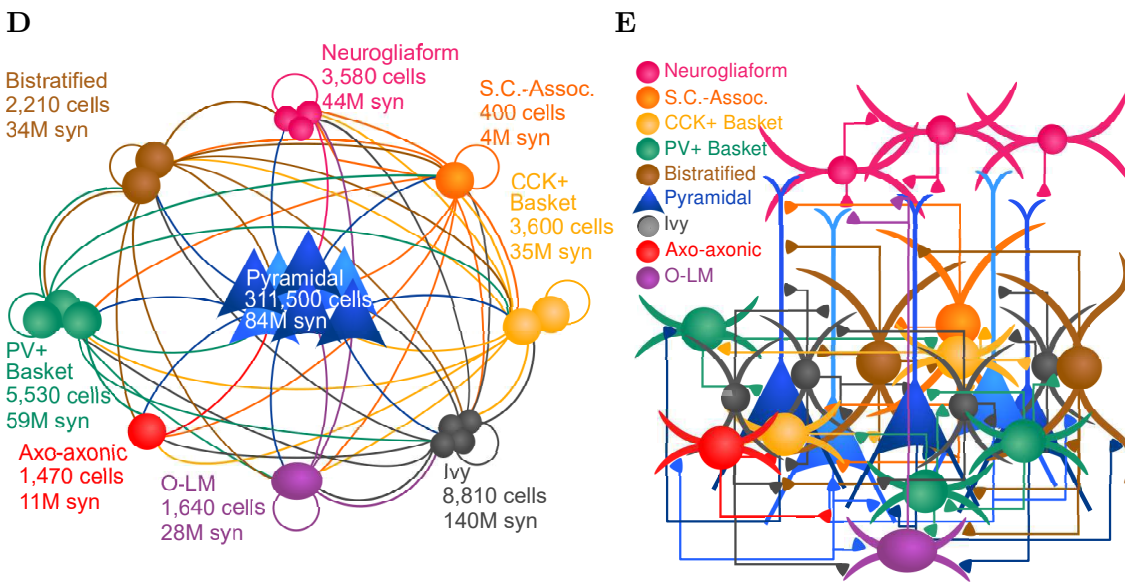 D
Neurogliaform
3,580 cells
44M syn
Bistratified
2,210 cells
34M syn
S.C.-Assoc.
400 cells
4M syn
CCK+
Basket
3,600 cells
35M syn
Pyramidal
311,500 cells
84M syn
PV+
Basket
5,530 cells
59M syn
Axo-axonic
1,470 cells
11M syn
O-LM
1,640 cells
28M syn
Ivy
8,810 cells
140M syn
E
Neurogliaform
S.C.-Assoc.
CCK+ Basket
PV+ Basket
Bistratified
Pyramidal
Ivy
Axo-axonic
O-LM